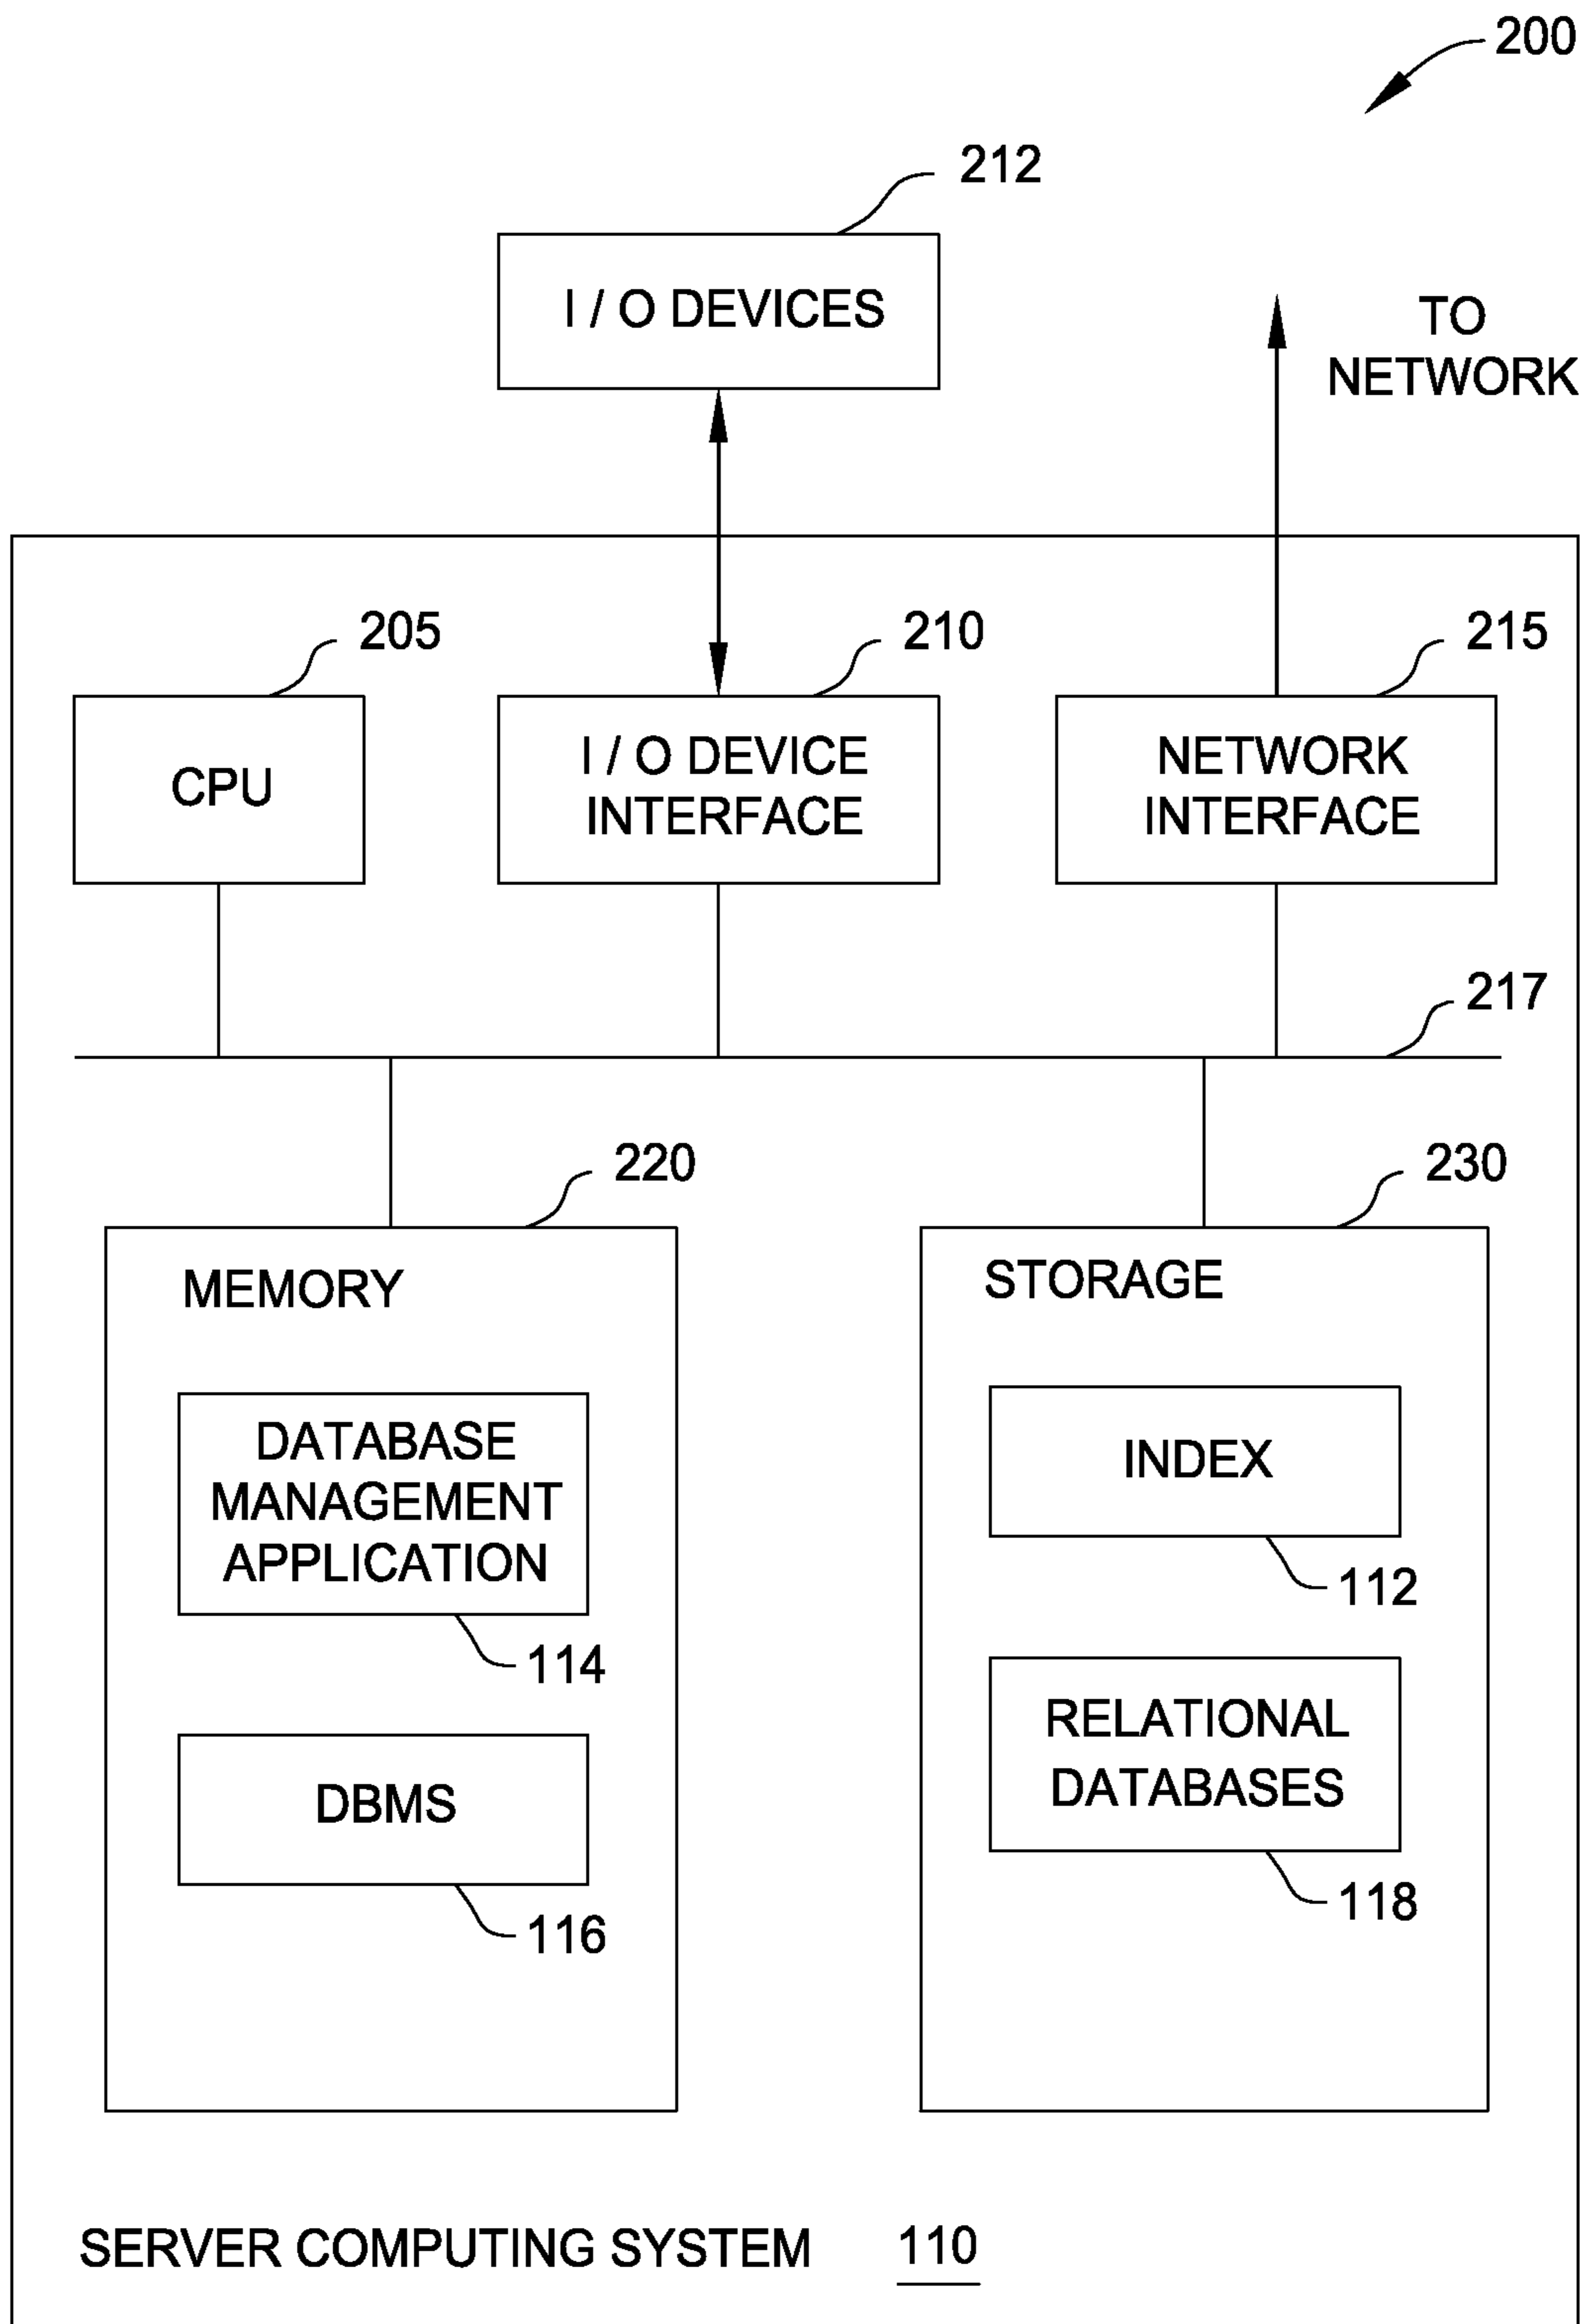 200
212
I / O DEVICES
TO
NETWORK
205
210
215
CPU
I / O DEVICE
INTERFACE
NETWORK
INTERFACE
217
220
230
MEMORY
STORAGE
DATABASE
MANAGEMENT
APPLICATION
114
INDEX
112
DBMS
116
RELATIONAL
DATABASES
118
SERVER COMPUTING SYSTEM 110